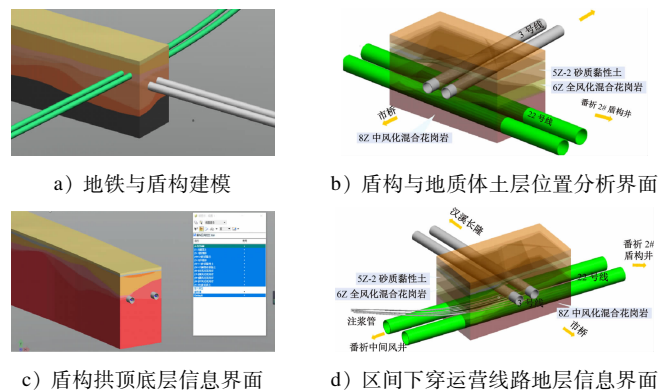 3 号线
5Z-2 砂质黏性土
6Z 全风化混合花岗岩
市桥
22 号线
番祈 2# 盾构井
8Z 中风化混合花岗岩
a）地铁与盾构建模
b）盾构与地质体土层位置分析界面
汉溪长隆
番祈 2#
盾构井
5Z-2 砂质黏性土
22 号线
6Z 全风化混合花岗岩
号线
注浆管
8Z 中风化混合花岗岩
市桥
番祈中间风井
c）盾构拱顶底层信息界面
d）区间下穿运营线路地层信息界面